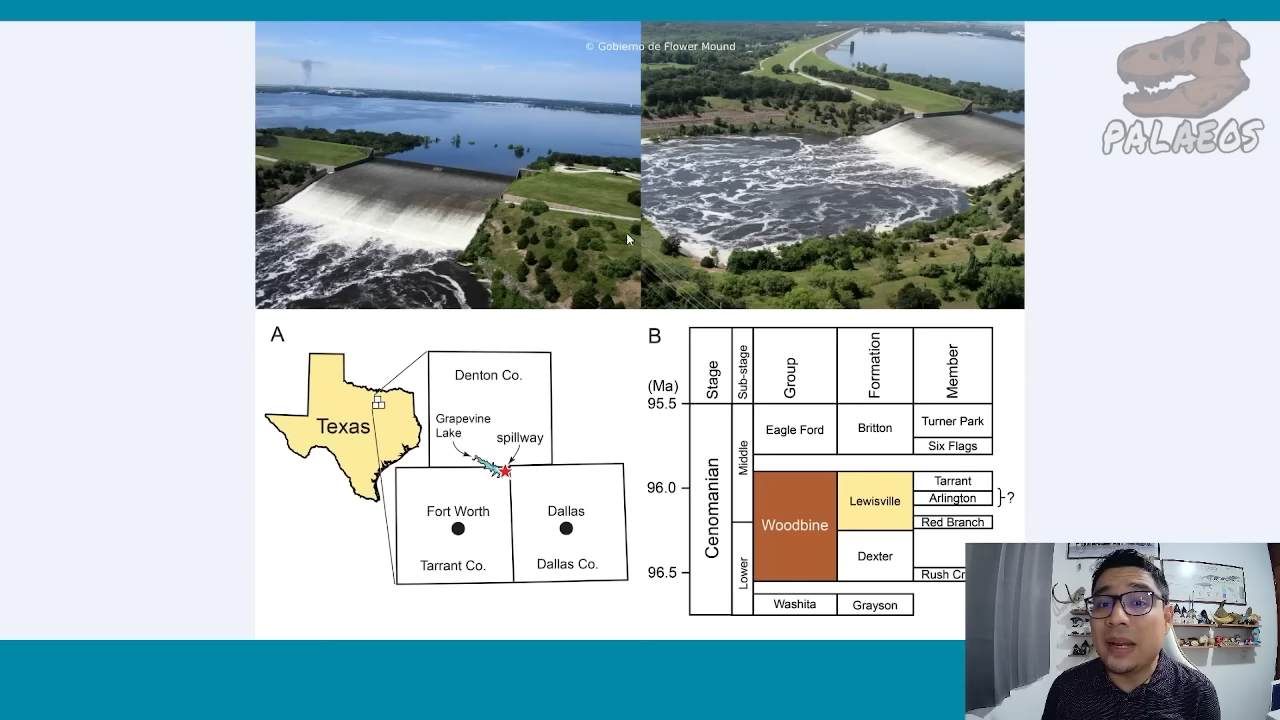 © Gobierno de Flower Mound
PALAEOS
A
Texas
Denton Co.
Grapevine
Lake
spillway
Fort Worth
Dallas
Tarrant Co.
Dallas Co.
B
(Ma)
Stage
Sub-stage
Group
Formation
Member
95.5
96.0
96.5
Cenomanian
Middle
Lower
Eagle Ford
Britton
Turner Park
Six Flags
Woodbine
Lewisville
Tarrant
Arlington
?
Red Branch
Dexter
Rush Cr
Washita
Grayson